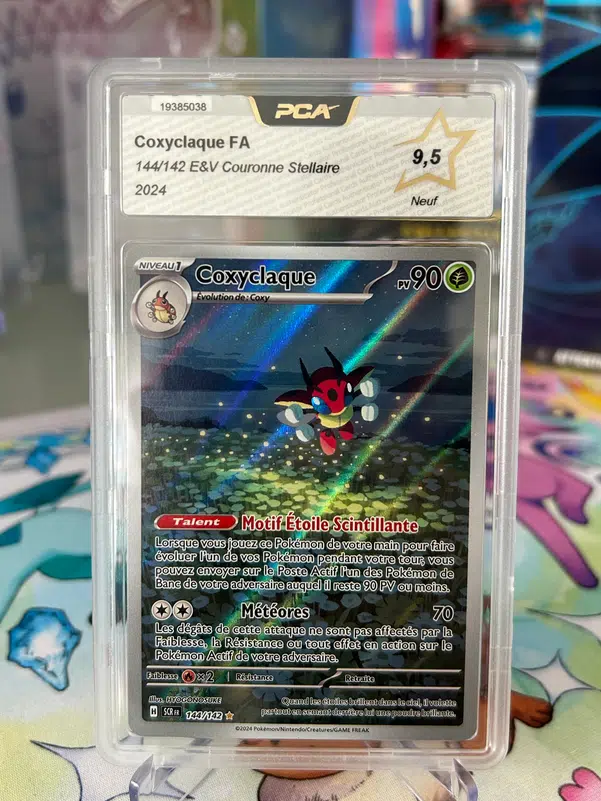 19385038
PCA
Coxyclaque FA
144/142 E&V Couronne Stellaire
2024
9,5
Neuf
NIVEAU 1
Coxyclaque
PV 90
Évolution de : Coxy
Talent Motif Étoile Scintillante
Lorsque vous jouez ce Pokémon de votre main pour faire
évoluer l'un de vos Pokémon pendant votre tour, vous
pouvez envoyer sur le Poste Actif l'un des Pokémon de
Banc de votre adversaire auquel il reste 90 PV ou moins.
Météores 70
Les dégâts de cette attaque ne sont pas affectés par la
Faiblesse, la Résistance ou tout effet en action sur le
Pokémon Actif de votre adversaire.
Faiblesse ×2 Résistance Retraite
Illus. HYOGONOSUKE
H SCR FR 144/142
Quand les étoiles brillent dans le ciel, il volette
partout en semant derrière lui une poudre brillante.
©2024 Pokémon/Nintendo/Creatures/GAME FREAK